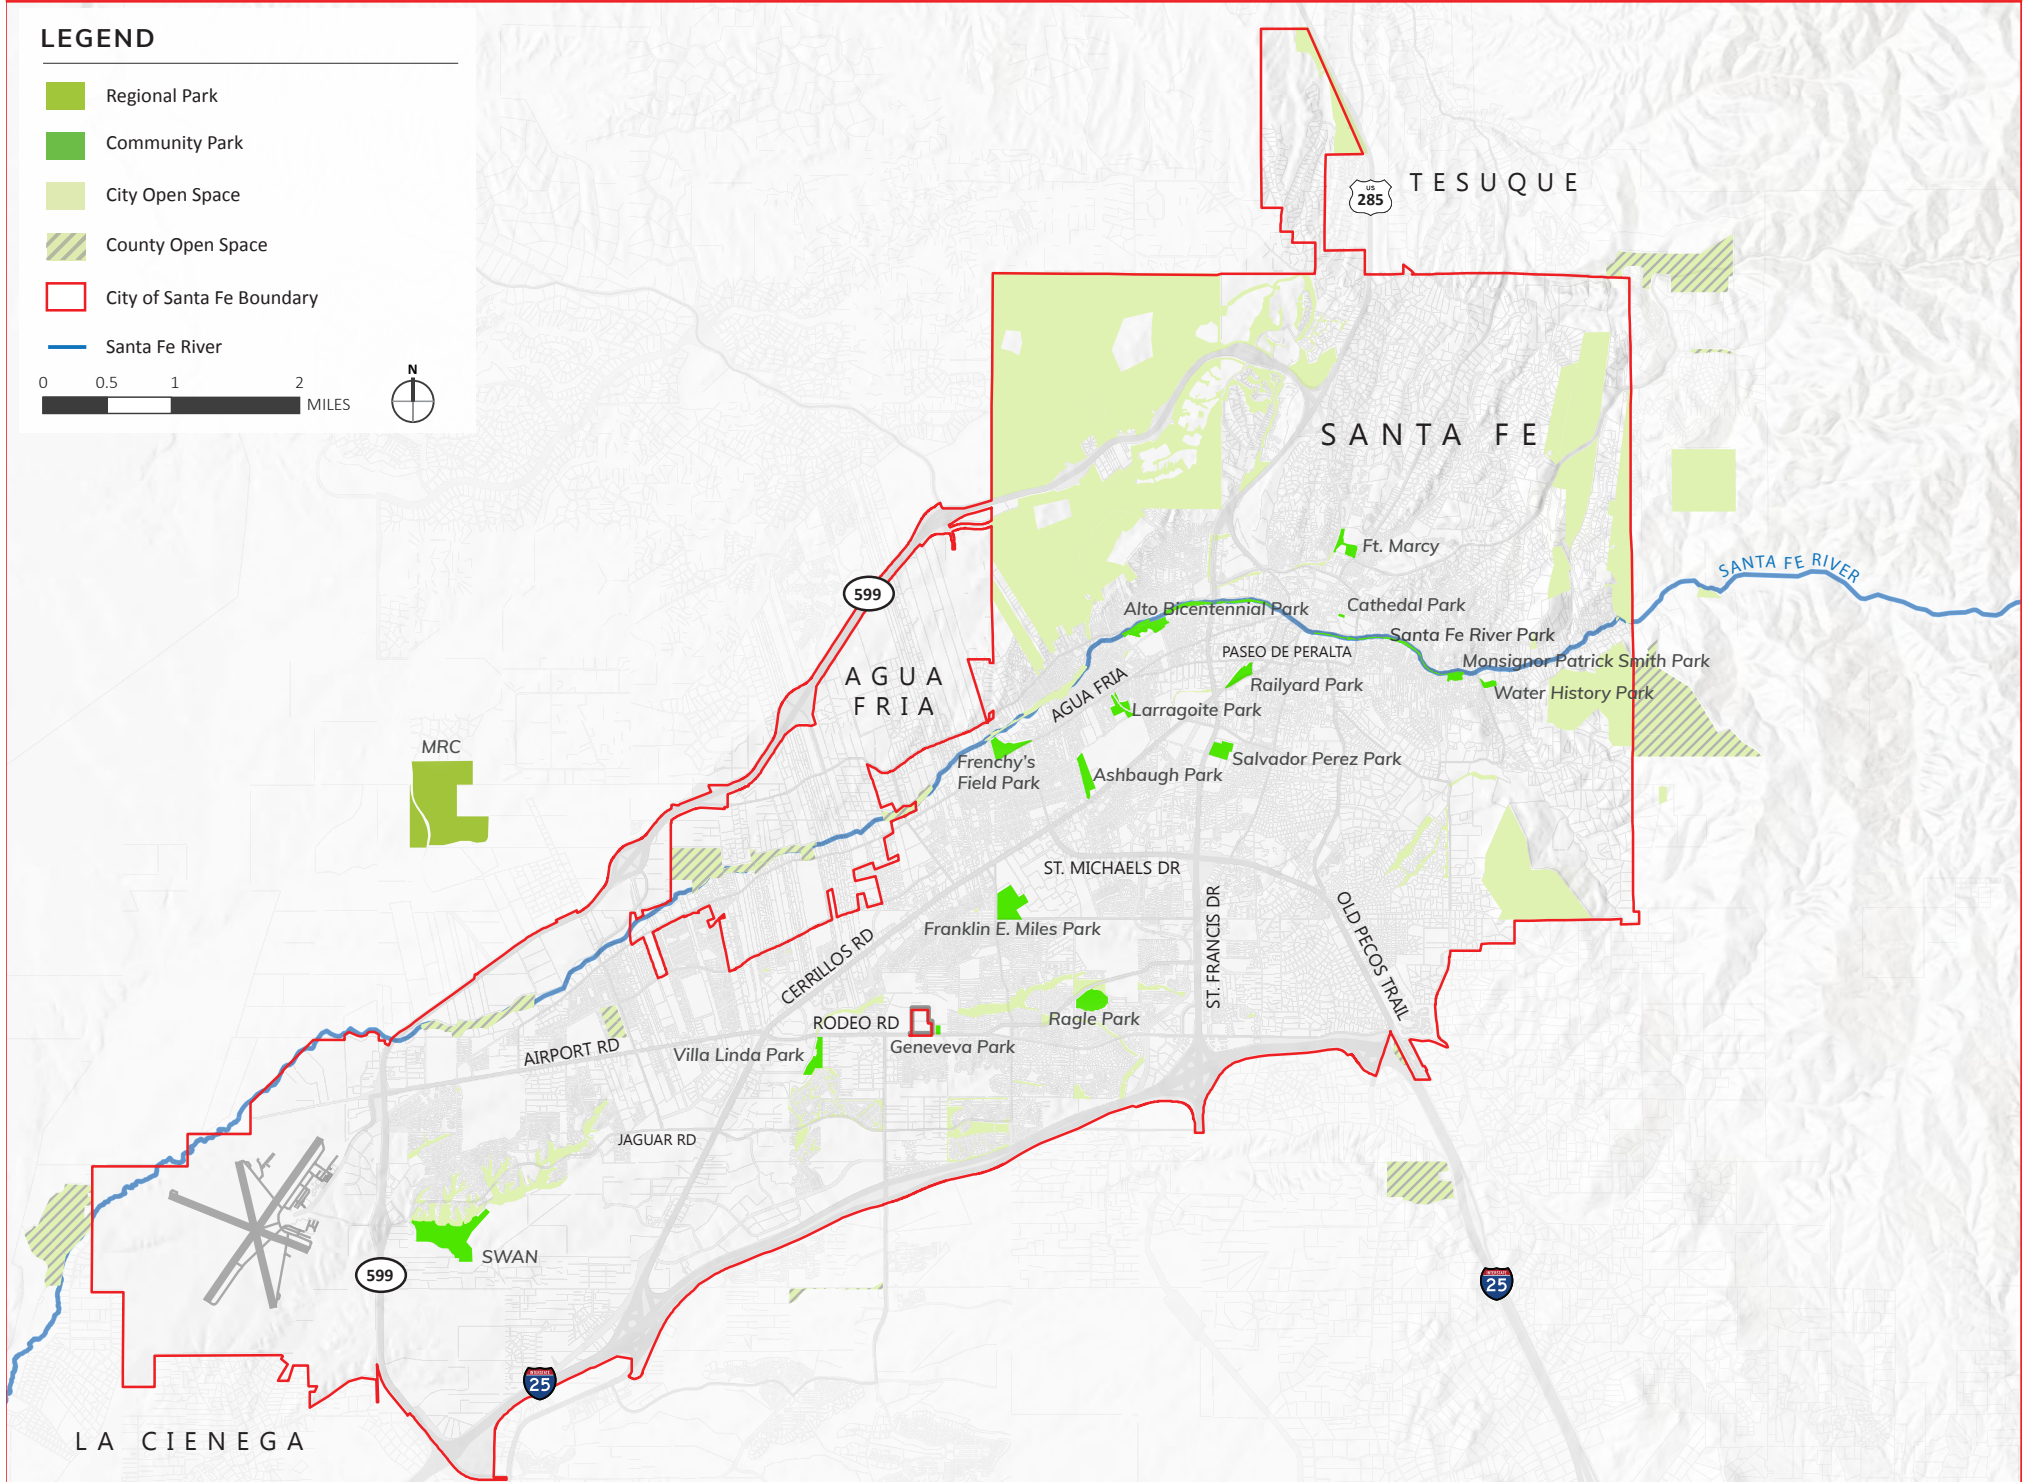 LEGEND
Regional Park
Community Park
City Open Space
County Open Space
City of Santa Fe Boundary
Santa Fe River
0 0.5 1 2
MILES
N
US
285
TESUQUE
SANTA FE
Ft. Marcy
SANTA FE RIVER
599
Alto Bicentennial Park
Cathedal Park
Santa Fe River Park
PASEO DE PERALTA
Monsignor Patrick Smith Park
AGUA
FRIA
AGUA FRIA
Railyard Park
Water History Park
Larragoite Park
MRC
Frenchy's
Field Park
Ashbaugh Park
Salvador Perez Park
ST. MICHAELS DR
Franklin E. Miles Park
ST. FRANCIS DR
OLD PECOS TRAIL
CERRILLOS RD
RODEO RD
Ragle Park
AIRPORT RD
Villa Linda Park
Geneveva Park
JAGUAR RD
SWAN
599
INTERSTATE
25
INTERSTATE
25
LA CIENEGA